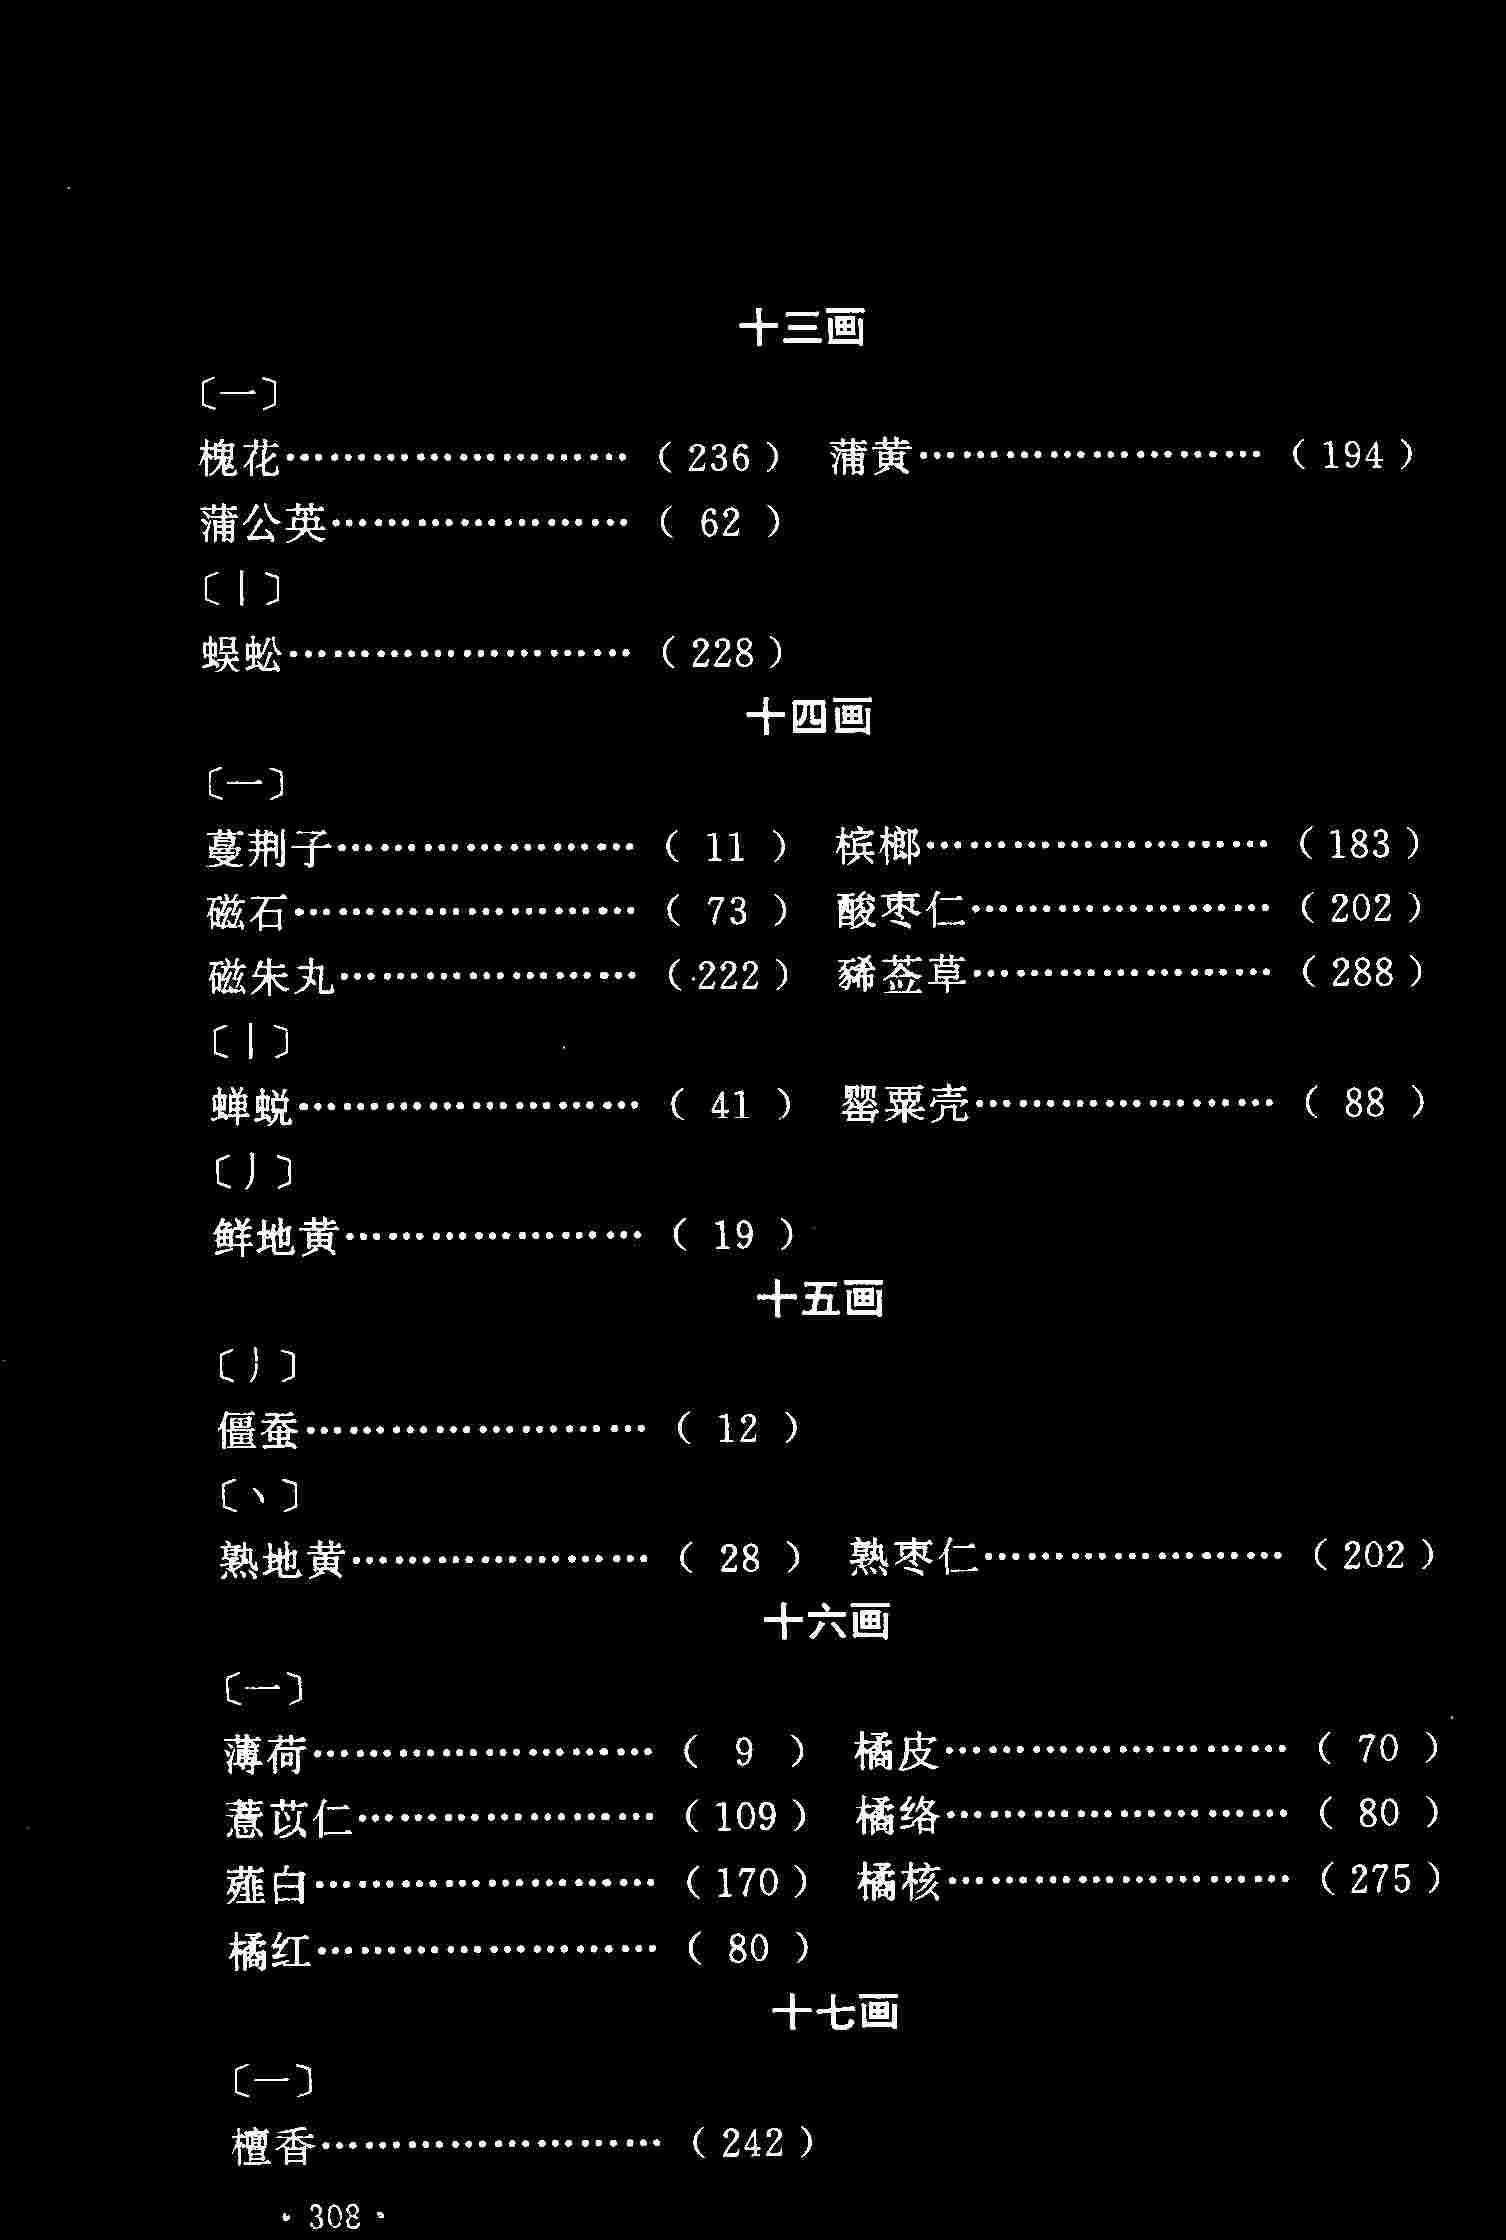 十三画
〔一〕
槐花……………………（236） 蒲黄……………………（194）
蒲公英…………………（ 62 ）
〔丨〕
蜈蚣……………………（228）
十四画
〔一〕
蔓荆子…………………（ 11 ） 槟榔……………………（183）
磁石……………………（ 73 ） 酸枣仁…………………（202）
磁朱丸…………………（222） 豨莶草…………………（288）
〔丨〕
蝉蜕……………………（ 41 ） 罂粟壳…………………（ 88 ）
〔丿〕
鲜地黄…………………（ 19 ）
十五画
〔丿〕
僵蚕……………………（ 12 ）
〔丶〕
熟地黄…………………（ 28 ） 熟枣仁…………………（202）
十六画
〔一〕
薄荷……………………（ 9 ） 橘皮……………………（ 70 ）
薏苡仁…………………（109） 橘络……………………（ 80 ）
薤白……………………（170） 橘核……………………（275）
橘红……………………（ 80 ）
十七画
〔一〕
檀香……………………（242）
· 308 ·